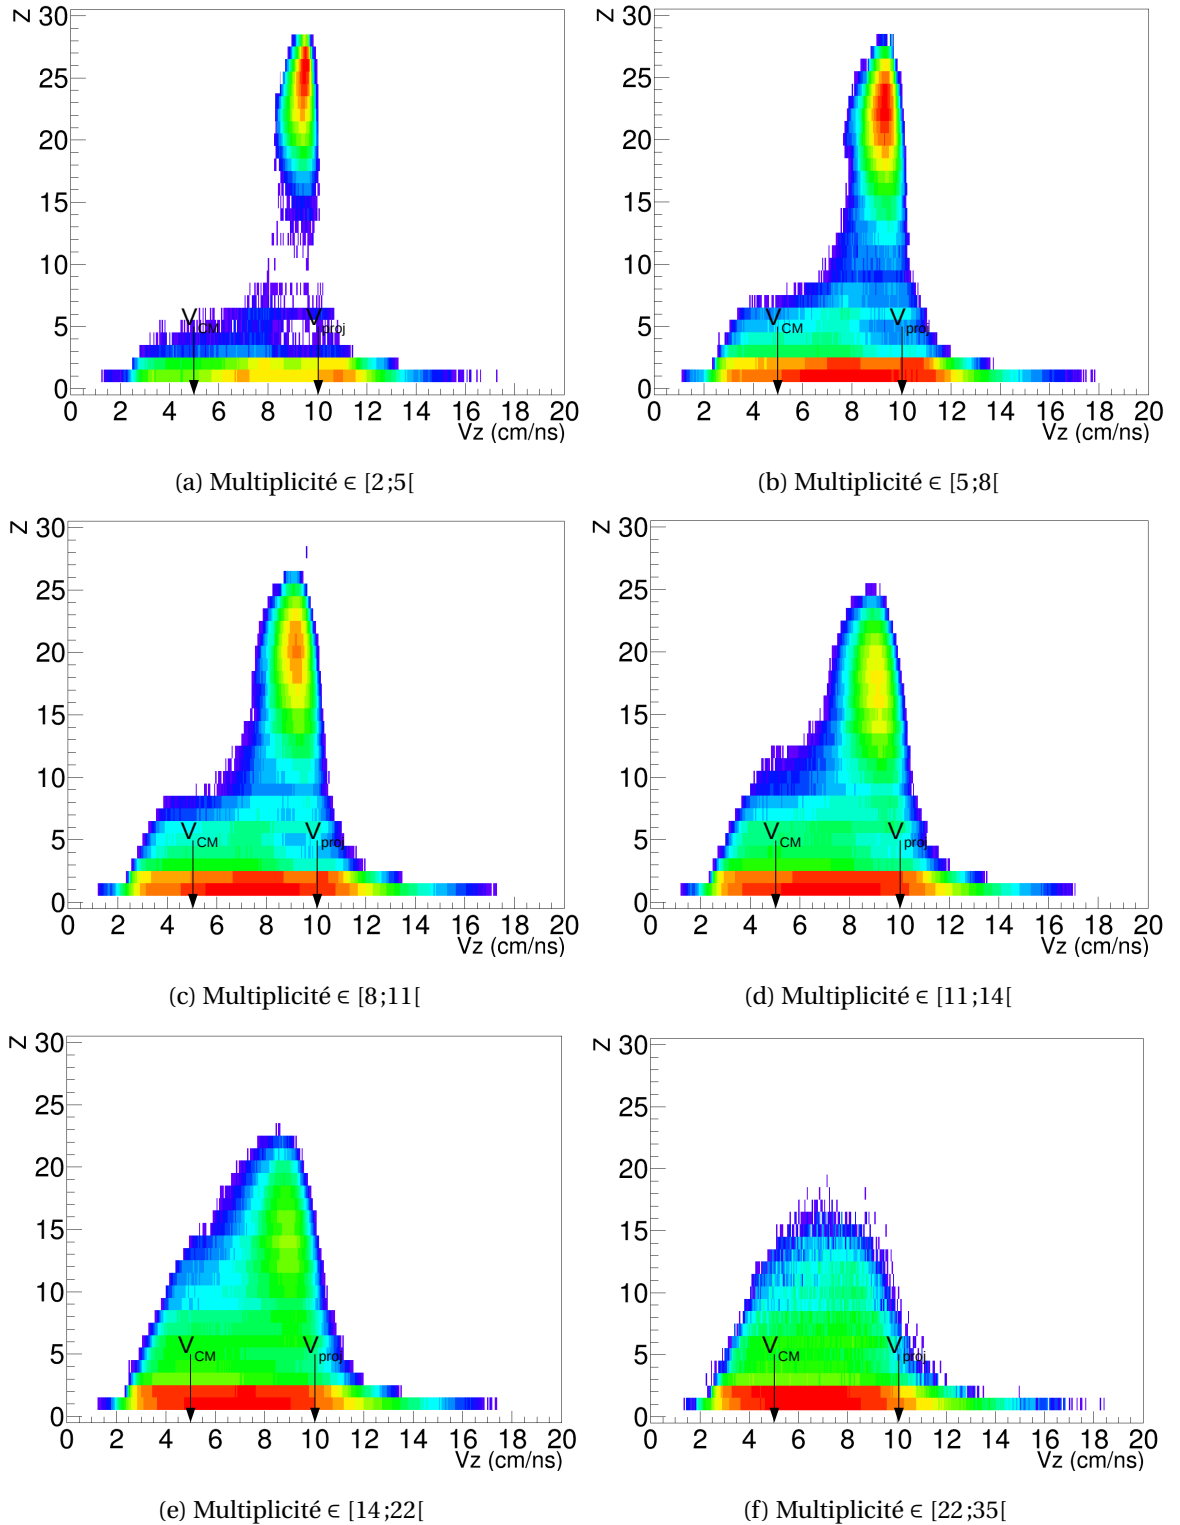 Z
30
25
20
15
10
5
0
V CM
V proj
0 2 4 6 8 10 12 14 16 18 20
Vz (cm/ns)
(a) Multiplicité ∈ [2;5[
Z
30
25
20
15
10
5
0
V CM
V proj
0 2 4 6 8 10 12 14 16 18 20
Vz (cm/ns)
(b) Multiplicité ∈ [5;8[
Z
30
25
20
15
10
5
0
V CM
V proj
0 2 4 6 8 10 12 14 16 18 20
Vz (cm/ns)
(c) Multiplicité ∈ [8;11[
Z
30
25
20
15
10
5
0
V CM
V proj
0 2 4 6 8 10 12 14 16 18 20
Vz (cm/ns)
(d) Multiplicité ∈ [11;14[
Z
30
25
20
15
10
5
0
V CM
V proj
0 2 4 6 8 10 12 14 16 18 20
Vz (cm/ns)
(e) Multiplicité ∈ [14;22[
Z
30
25
20
15
10
5
0
V CM
V proj
0 2 4 6 8 10 12 14 16 18 20
Vz (cm/ns)
(f) Multiplicité ∈ [22;35[